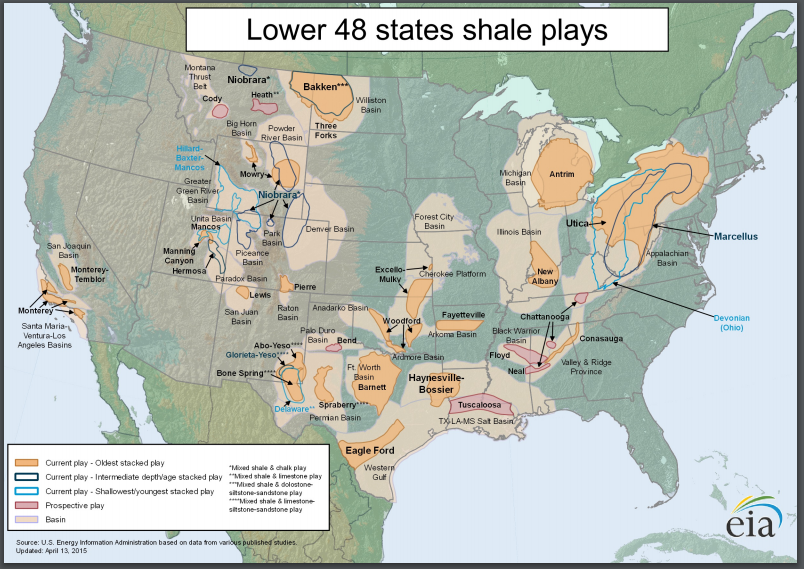 Lower 48 states shale plays
Montana
Thrust
Belt
Cody
Niobrara*
Heath**
Bakken***
Williston
Basin
Three
Forks
Big Horn
Basin
Powder
River Basin
Hilard-
Baxter-
Mancos
Mowry
Greater
Green River
Basin
Niobrara*
Uinta Basin
Mancos
Park
Basin
Denver Basin
Piceance
Basin
Manning
Canyon
Hermosa
Paradox Basin
San Joaquin
Basin
Monterey-
Temblor
Monterey
Santa Maria-
Ventura-Los
Angeles Basins
Lewis
Pierre
San Juan
Basin
Raton
Basin
Anadarko Basin
Palo Duro
Basin
Bend
Abo-Yeso****
Glorieta-Yeso****
Bone Spring****
Delaware**
Spraberry****
Permian Basin
Ft. Worth
Basin
Barnett
Ardmore Basin
Woodford
Arkoma Basin
Fayetteville
Excello-
Mulky
Cherokee Platform
Forest City
Basin
Illinois Basin
New
Albany
Michigan
Basin
Antrim
Utica
Marcellus
Appalachian
Basin
Devonian
(Ohio)
Chattanooga
Black Warrior
Basin
Conasauga
Floyd
Neal
Valley & Ridge
Province
Haynesville-
Bossier
Tuscaloosa
TX-LA-MS Salt Basin
Eagle Ford
Western
Gulf
Current play - Oldest stacked play
Current play - Intermediate depth/age stacked play
Current play - Shallowest/youngest stacked play
Prospective play
Basin
*Mixed shale & chalk play
**Mixed shale & limestone play
***Mixed shale & dolostone-
siltstone-sandstone play
****Mixed shale & limestone-
siltstone-sandstone play
Source: U.S. Energy Information Administration based on data from various published studies.
Updated: April 13, 2015
eia